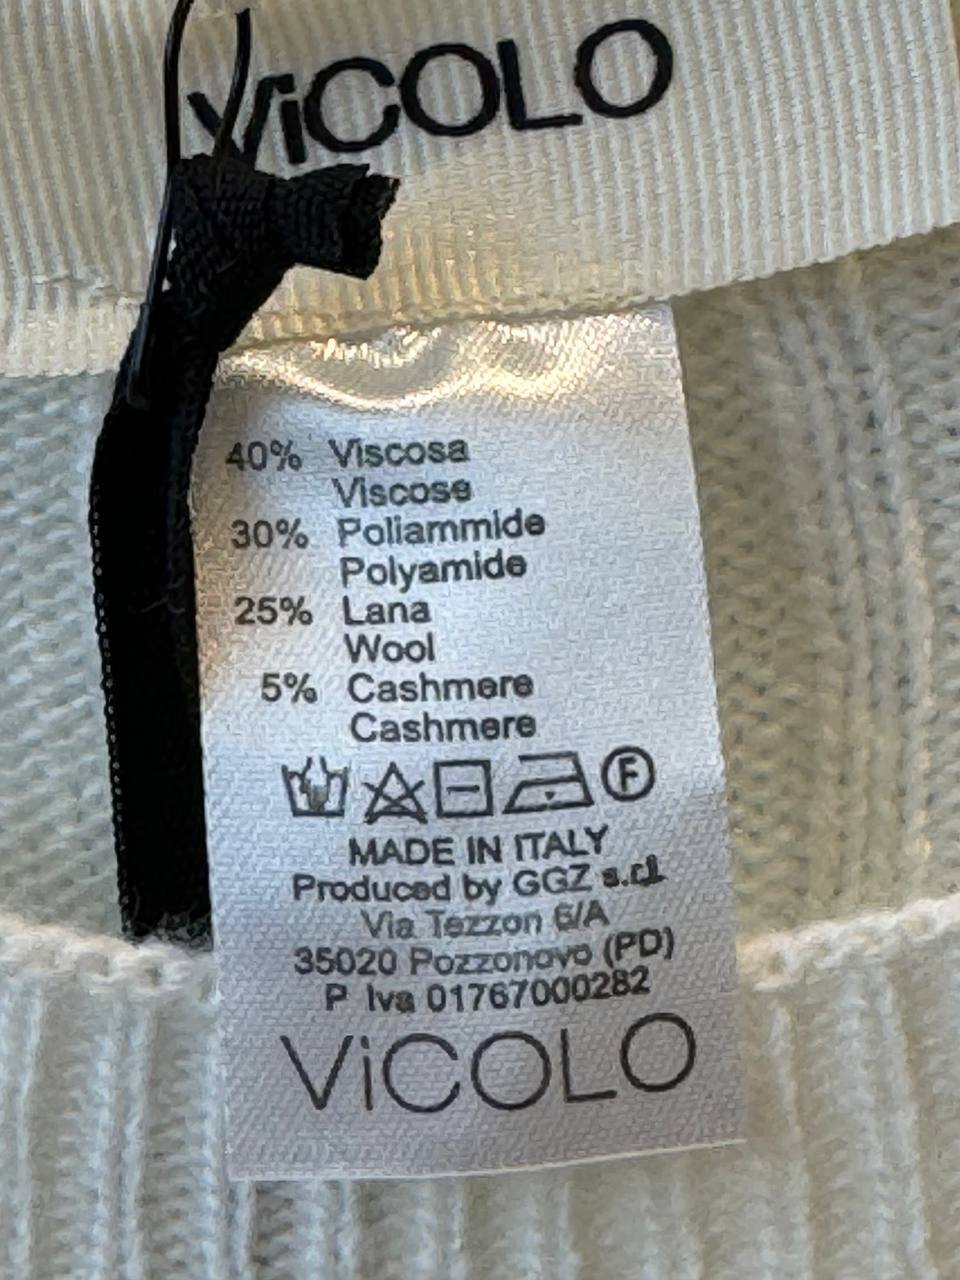 ViCOLO
40% Viscosa
Viscose
30% Poliammide
Polyamide
25% Lana
Wool
5% Cashmere
Cashmere
F
MADE IN ITALY
Produced by GGZ s.r.l
Via Tezzon 6/A
35020 Pozzonovo (PD)
P Iva 01767000282
ViCOLO